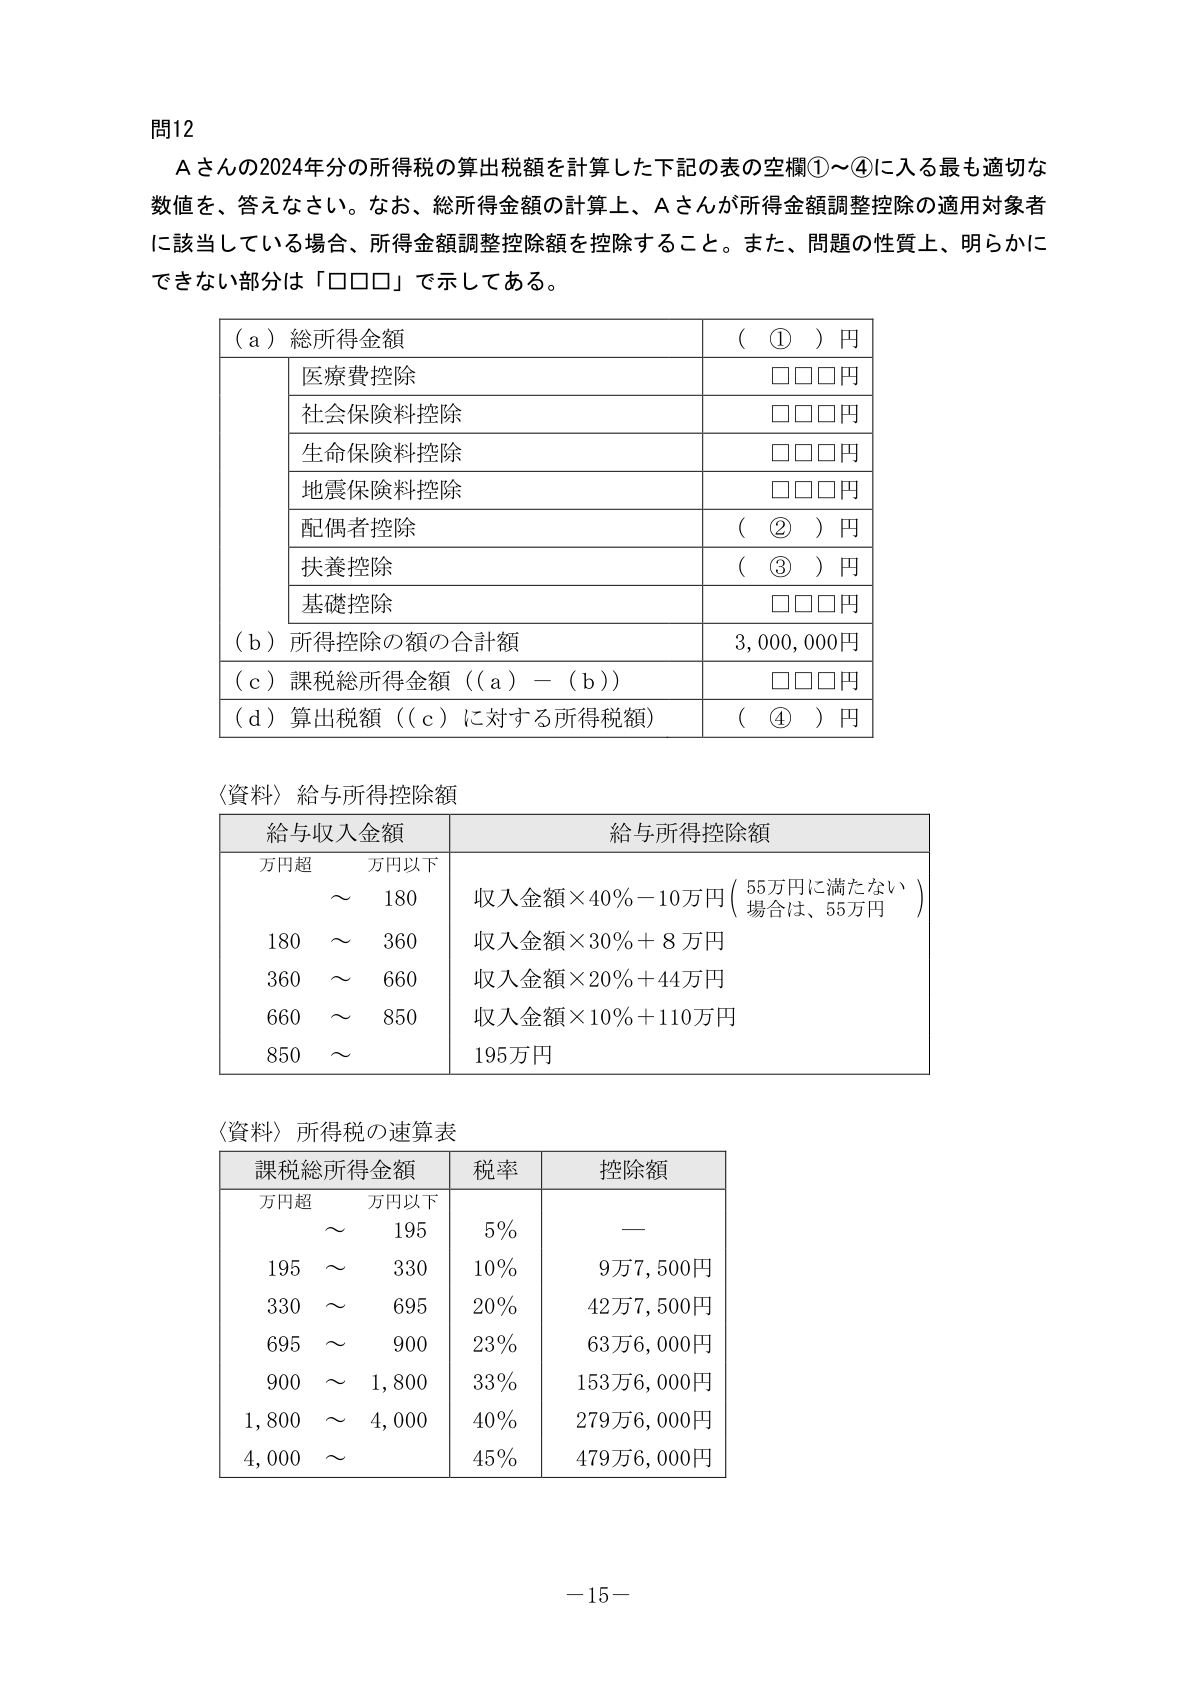 問12
Ａさんの2024年分の所得税の算出税額を計算した下記の表の空欄①～④に入る最も適切な
数値を、答えなさい。なお、総所得金額の計算上、Ａさんが所得金額調整控除の適用対象者
に該当している場合、所得金額調整控除額を控除すること。また、問題の性質上、明らかに
できない部分は「□□□」で示してある。
（ａ）総所得金額 （　①　）円
医療費控除 □□□円
社会保険料控除 □□□円
生命保険料控除 □□□円
地震保険料控除 □□□円
配偶者控除 （　②　）円
扶養控除 （　③　）円
基礎控除 □□□円
（ｂ）所得控除の額の合計額 3,000,000円
（ｃ）課税総所得金額（（ａ）－（ｂ）） □□□円
（ｄ）算出税額（（ｃ）に対する所得税額） （　④　）円
〈資料〉給与所得控除額
給与収入金額 給与所得控除額
万円超 万円以下
～ 180 収入金額×40％－10万円（55万円に満たない
場合は、55万円）
180 ～ 360 収入金額×30％＋８万円
360 ～ 660 収入金額×20％＋44万円
660 ～ 850 収入金額×10％＋110万円
850 ～ 195万円
〈資料〉所得税の速算表
課税総所得金額 税率 控除額
万円超 万円以下
～ 195 5％ ―
195 ～ 330 10％ 9万7,500円
330 ～ 695 20％ 42万7,500円
695 ～ 900 23％ 63万6,000円
900 ～ 1,800 33％ 153万6,000円
1,800 ～ 4,000 40％ 279万6,000円
4,000 ～ 45％ 479万6,000円
－15－